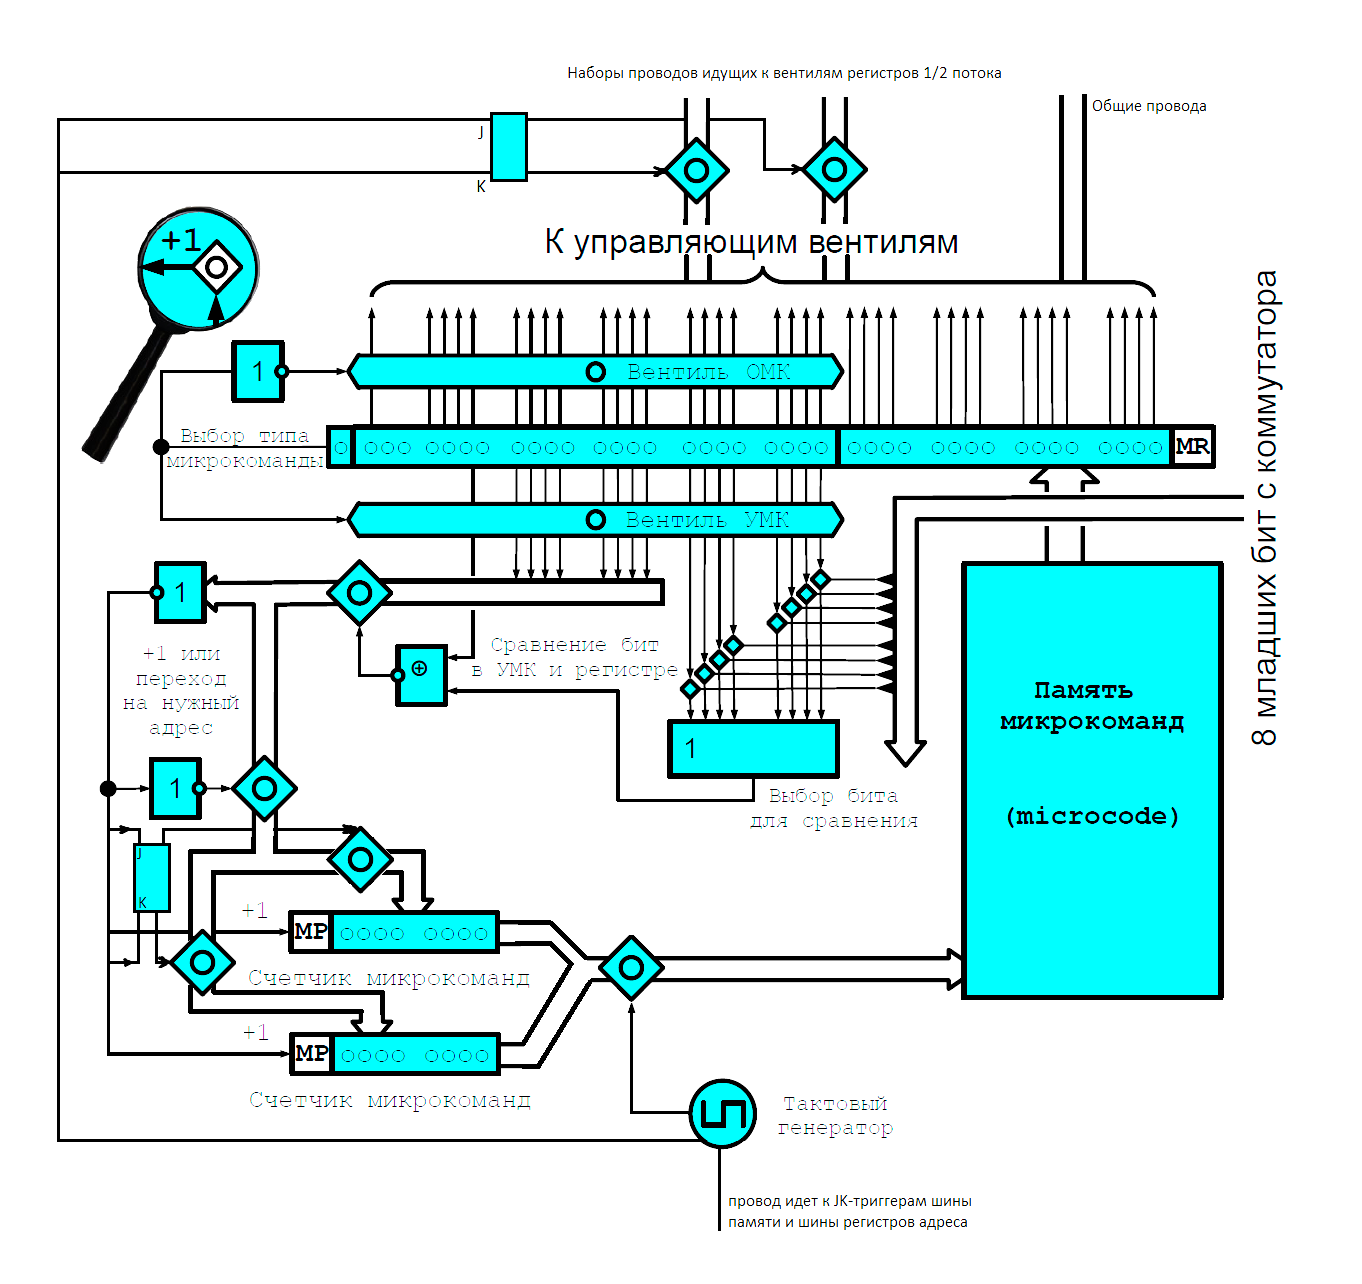 Наборы проводов идущих к вентилям регистров 1/2 потока
Общие провода
J
K
К управляющим вентилям
+1
1
Вентиль ОМК
Выбор типа
микрокоманды
MR
8 младших бит с коммутатора
Вентиль УМК
1
+1 или
переход
на нужный
адрес
⊕
Сравнение бит
в УМК и регистре
1
Выбор бита
для сравнения
Память
микрокоманд
(microcode)
1
J
K
+1
MP
Счетчик микрокоманд
+1
MP
Счетчик микрокоманд
Тактовый
генератор
провод идет к JK-триггерам шины
памяти и шины регистров адреса